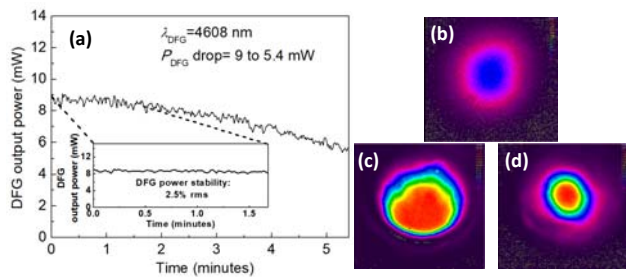 (a)
λDFG=4608 nm
PDFG drop= 9 to 5.4 mW
DFG output power (mW)
14
12
10
8
6
4
2
0
DFG
output power (mW)
12
8
4
0
DFG power stability:
2.5% rms
0.0 0.5 1.0 1.5
Time (minutes)
0 1 2 3 4 5
Time (minutes)
(b)
(c)
(d)